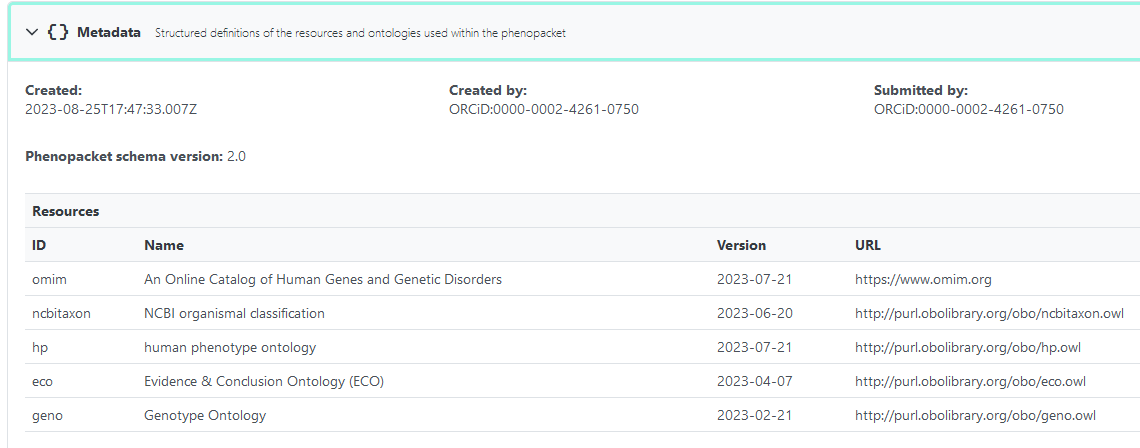 {} Metadata Structured definitions of the resources and ontologies used within the phenopacket
Created: Created by: Submitted by:
2023-08-25T17:47:33.007Z ORCiD:0000-0002-4261-0750 ORCiD:0000-0002-4261-0750
Phenopacket schema version: 2.0
Resources
ID Name Version URL
omim An Online Catalog of Human Genes and Genetic Disorders 2023-07-21 https://www.omim.org
ncbitaxon NCBI organismal classification 2023-06-20 http://purl.obolibrary.org/obo/ncbitaxon.owl
hp human phenotype ontology 2023-07-21 http://purl.obolibrary.org/obo/hp.owl
eco Evidence & Conclusion Ontology (ECO) 2023-04-07 http://purl.obolibrary.org/obo/eco.owl
geno Genotype Ontology 2023-02-21 http://purl.obolibrary.org/obo/geno.owl